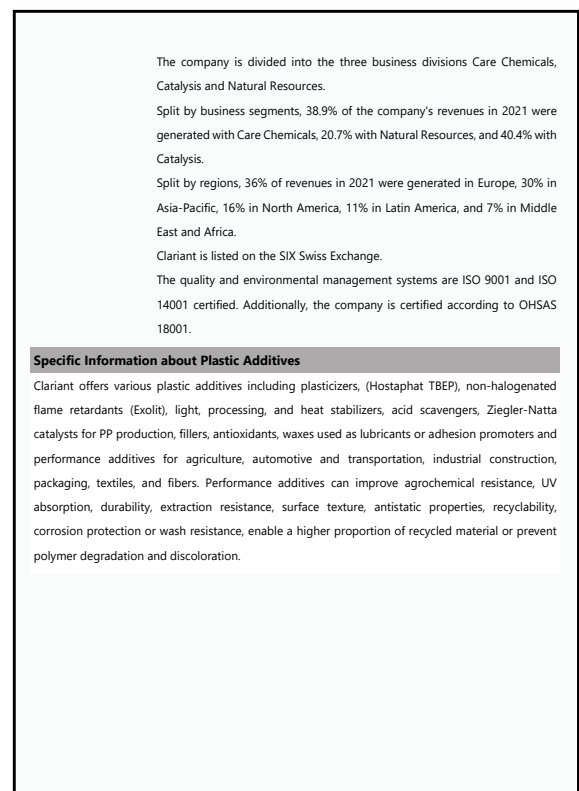 The company is divided into the three business divisions Care Chemicals,
Catalysis and Natural Resources.
Split by business segments, 38.9% of the company's revenues in 2021 were
generated with Care Chemicals, 20.7% with Natural Resources, and 40.4% with
Catalysis.
Split by regions, 36% of revenues in 2021 were generated in Europe, 30% in
Asia-Pacific, 16% in North America, 11% in Latin America, and 7% in Middle
East and Africa.
Clariant is listed on the SIX Swiss Exchange.
The quality and environmental management systems are ISO 9001 and ISO
14001 certified. Additionally, the company is certified according to OHSAS
18001.
Specific Information about Plastic Additives
Clariant offers various plastic additives including plasticizers, (Hostaphat TBEP), non-halogenated
flame retardants (Exolit), light, processing, and heat stabilizers, acid scavengers, Ziegler-Natta
catalysts for PP production, fillers, antioxidants, waxes used as lubricants or adhesion promoters and
performance additives for agriculture, automotive and transportation, industrial construction,
packaging, textiles, and fibers. Performance additives can improve agrochemical resistance, UV
absorption, durability, extraction resistance, surface texture, antistatic properties, recyclability,
corrosion protection or wash resistance, enable a higher proportion of recycled material or prevent
polymer degradation and discoloration.